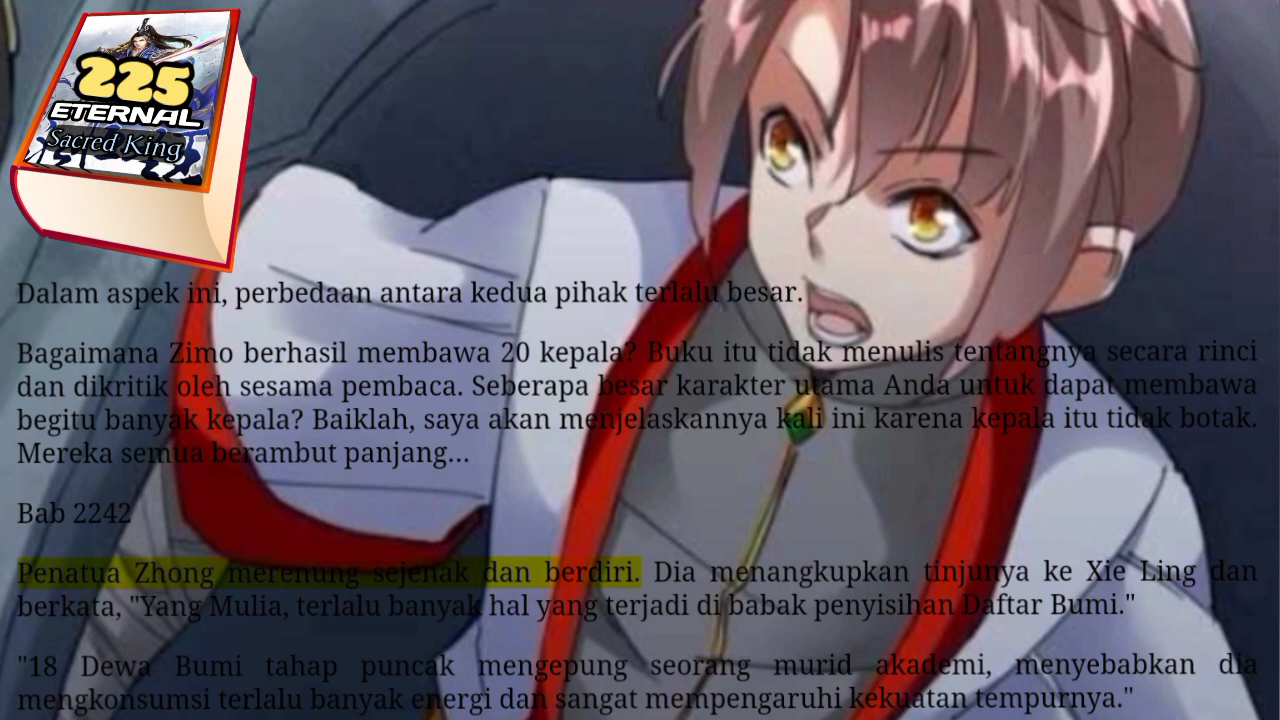 225
ETERNAL
Sacred King
Dalam aspek ini, perbedaan antara kedua pihak terlalu besar.
Bagaimana Zimo berhasil membawa 20 kepala? Buku itu tidak menulis tentangnya secara rinci
dan dikritik oleh sesama pembaca. Seberapa besar karakter utama Anda untuk dapat membawa
begitu banyak kepala? Baiklah, saya akan menjelaskannya kali ini karena kepala itu tidak botak.
Mereka semua berambut panjang...
Bab 2242
Penatua Zhong merenung sejenak dan berdiri. Dia menangkupkan tinjunya ke Xie Ling dan
berkata, "Yang Mulia, terlalu banyak hal yang terjadi di babak penyisihan Daftar Bumi."
"18 Dewa Bumi tahap puncak mengepung seorang murid akademi, menyebabkan dia
mengkonsumsi terlalu banyak energi dan sangat mempengaruhi kekuatan tempurnya."